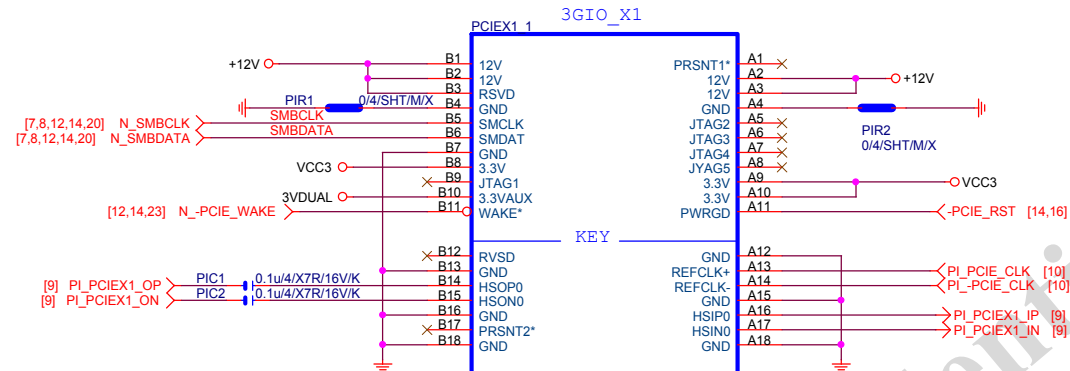 3GIO_X1
PCIEX1_1
+12V B1 12V PRSNT1* A1
B2 12V 12V A2 +12V
B3 RSVD 12V A3
PIR1 0/4/SHT/M/X B4 GND GND A4
[7,8,12,14,20] N_SMBCLK SMBCLK B5 SMCLK JTAG2 A5
[7,8,12,14,20] N_SMBDATA SMBDATA B6 SMDAT JTAG3 A6 PIR2
B7 GND JTAG4 A7 0/4/SHT/M/X
VCC3 B8 3.3V JYAG5 A8
B9 JTAG1 3.3V A9 VCC3
3VDUAL B10 3.3VAUX 3.3V A10
[12,14,23] N_-PCIE_WAKE B11 WAKE* PWRGD A11 -PCIE_RST [14,16]
KEY
B12 RVSD GND A12
B13 GND REFCLK+ A13 PI_PCIE_CLK [10]
[9] PI_PCIEX1_OP PIC1 0.1u/4/X7R/16V/K B14 HSOP0 REFCLK- A14 PI_-PCIE_CLK [10]
[9] PI_PCIEX1_ON PIC2 0.1u/4/X7R/16V/K B15 HSON0 GND A15
B16 GND HSIP0 A16 PI_PCIEX1_IP [9]
B17 PRSNT2* HSIN0 A17 PI_PCIEX1_IN [9]
B18 GND GND A18